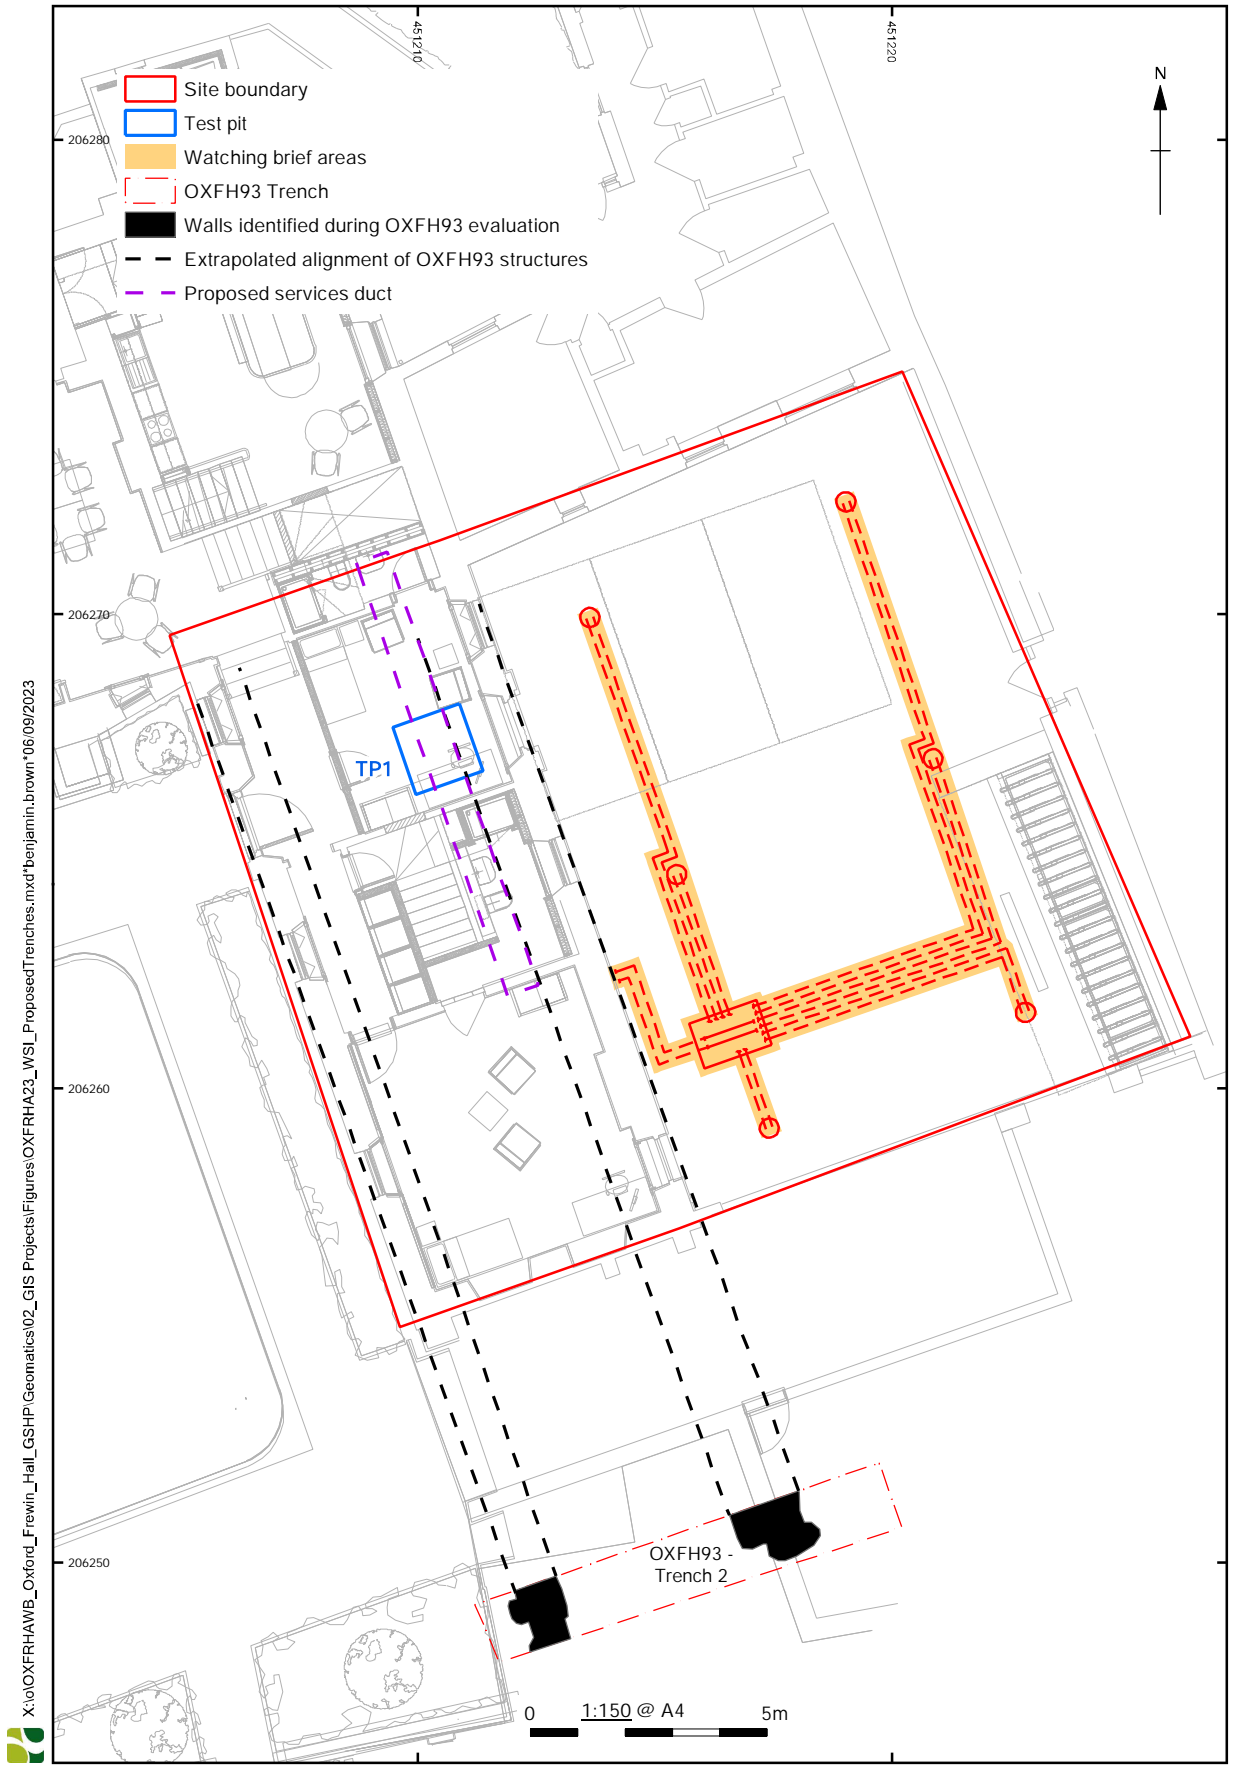 451210
451220
N
Site boundary
Test pit
206280
Watching brief areas
OXFH93 Trench
Walls identified during OXFH93 evaluation
Extrapolated alignment of OXFH93 structures
Proposed services duct
206270
TP1
206260
X:\o\OXFRHAWB_Oxford_Frewin_Hall_GSHP\Geomatics\02_GIS Projects\Figures\OXFRHA23_WSI_ProposedTrenches.mxd*benjamin.brown*06/09/2023
206250
OXFH93 -
Trench 2
0 1:150 @ A4 5m